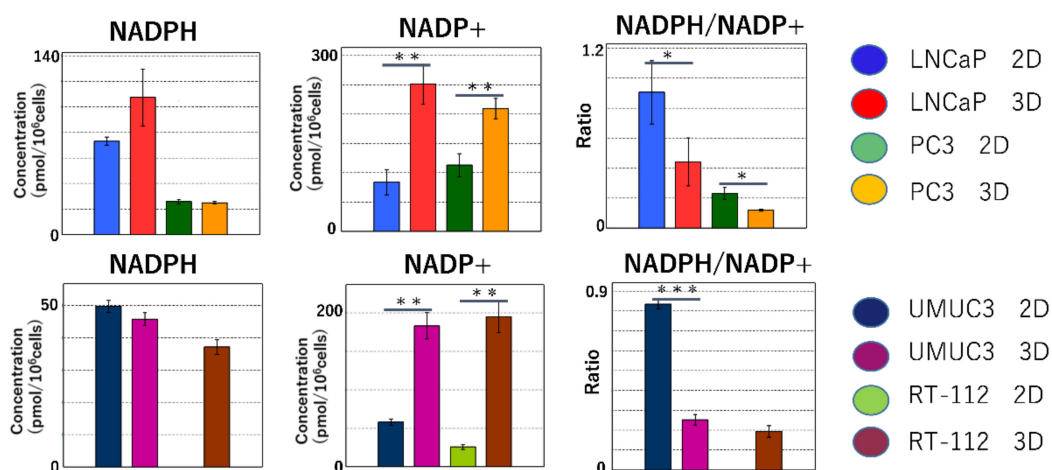 NADPH
NADP+
NADPH/NADP+
140
0
Concentration
(pmol/10⁶cells)
300
0
Concentration
(pmol/10⁶cells)
**
**
1.2
0
Ratio
*
*
LNCaP 2D
LNCaP 3D
PC3 2D
PC3 3D
NADPH
NADP+
NADPH/NADP+
50
0
Concentration
(pmol/10⁶cells)
200
0
Concentration
(pmol/10⁶cells)
**
**
0.9
0
Ratio
***
UMUC3 2D
UMUC3 3D
RT-112 2D
RT-112 3D